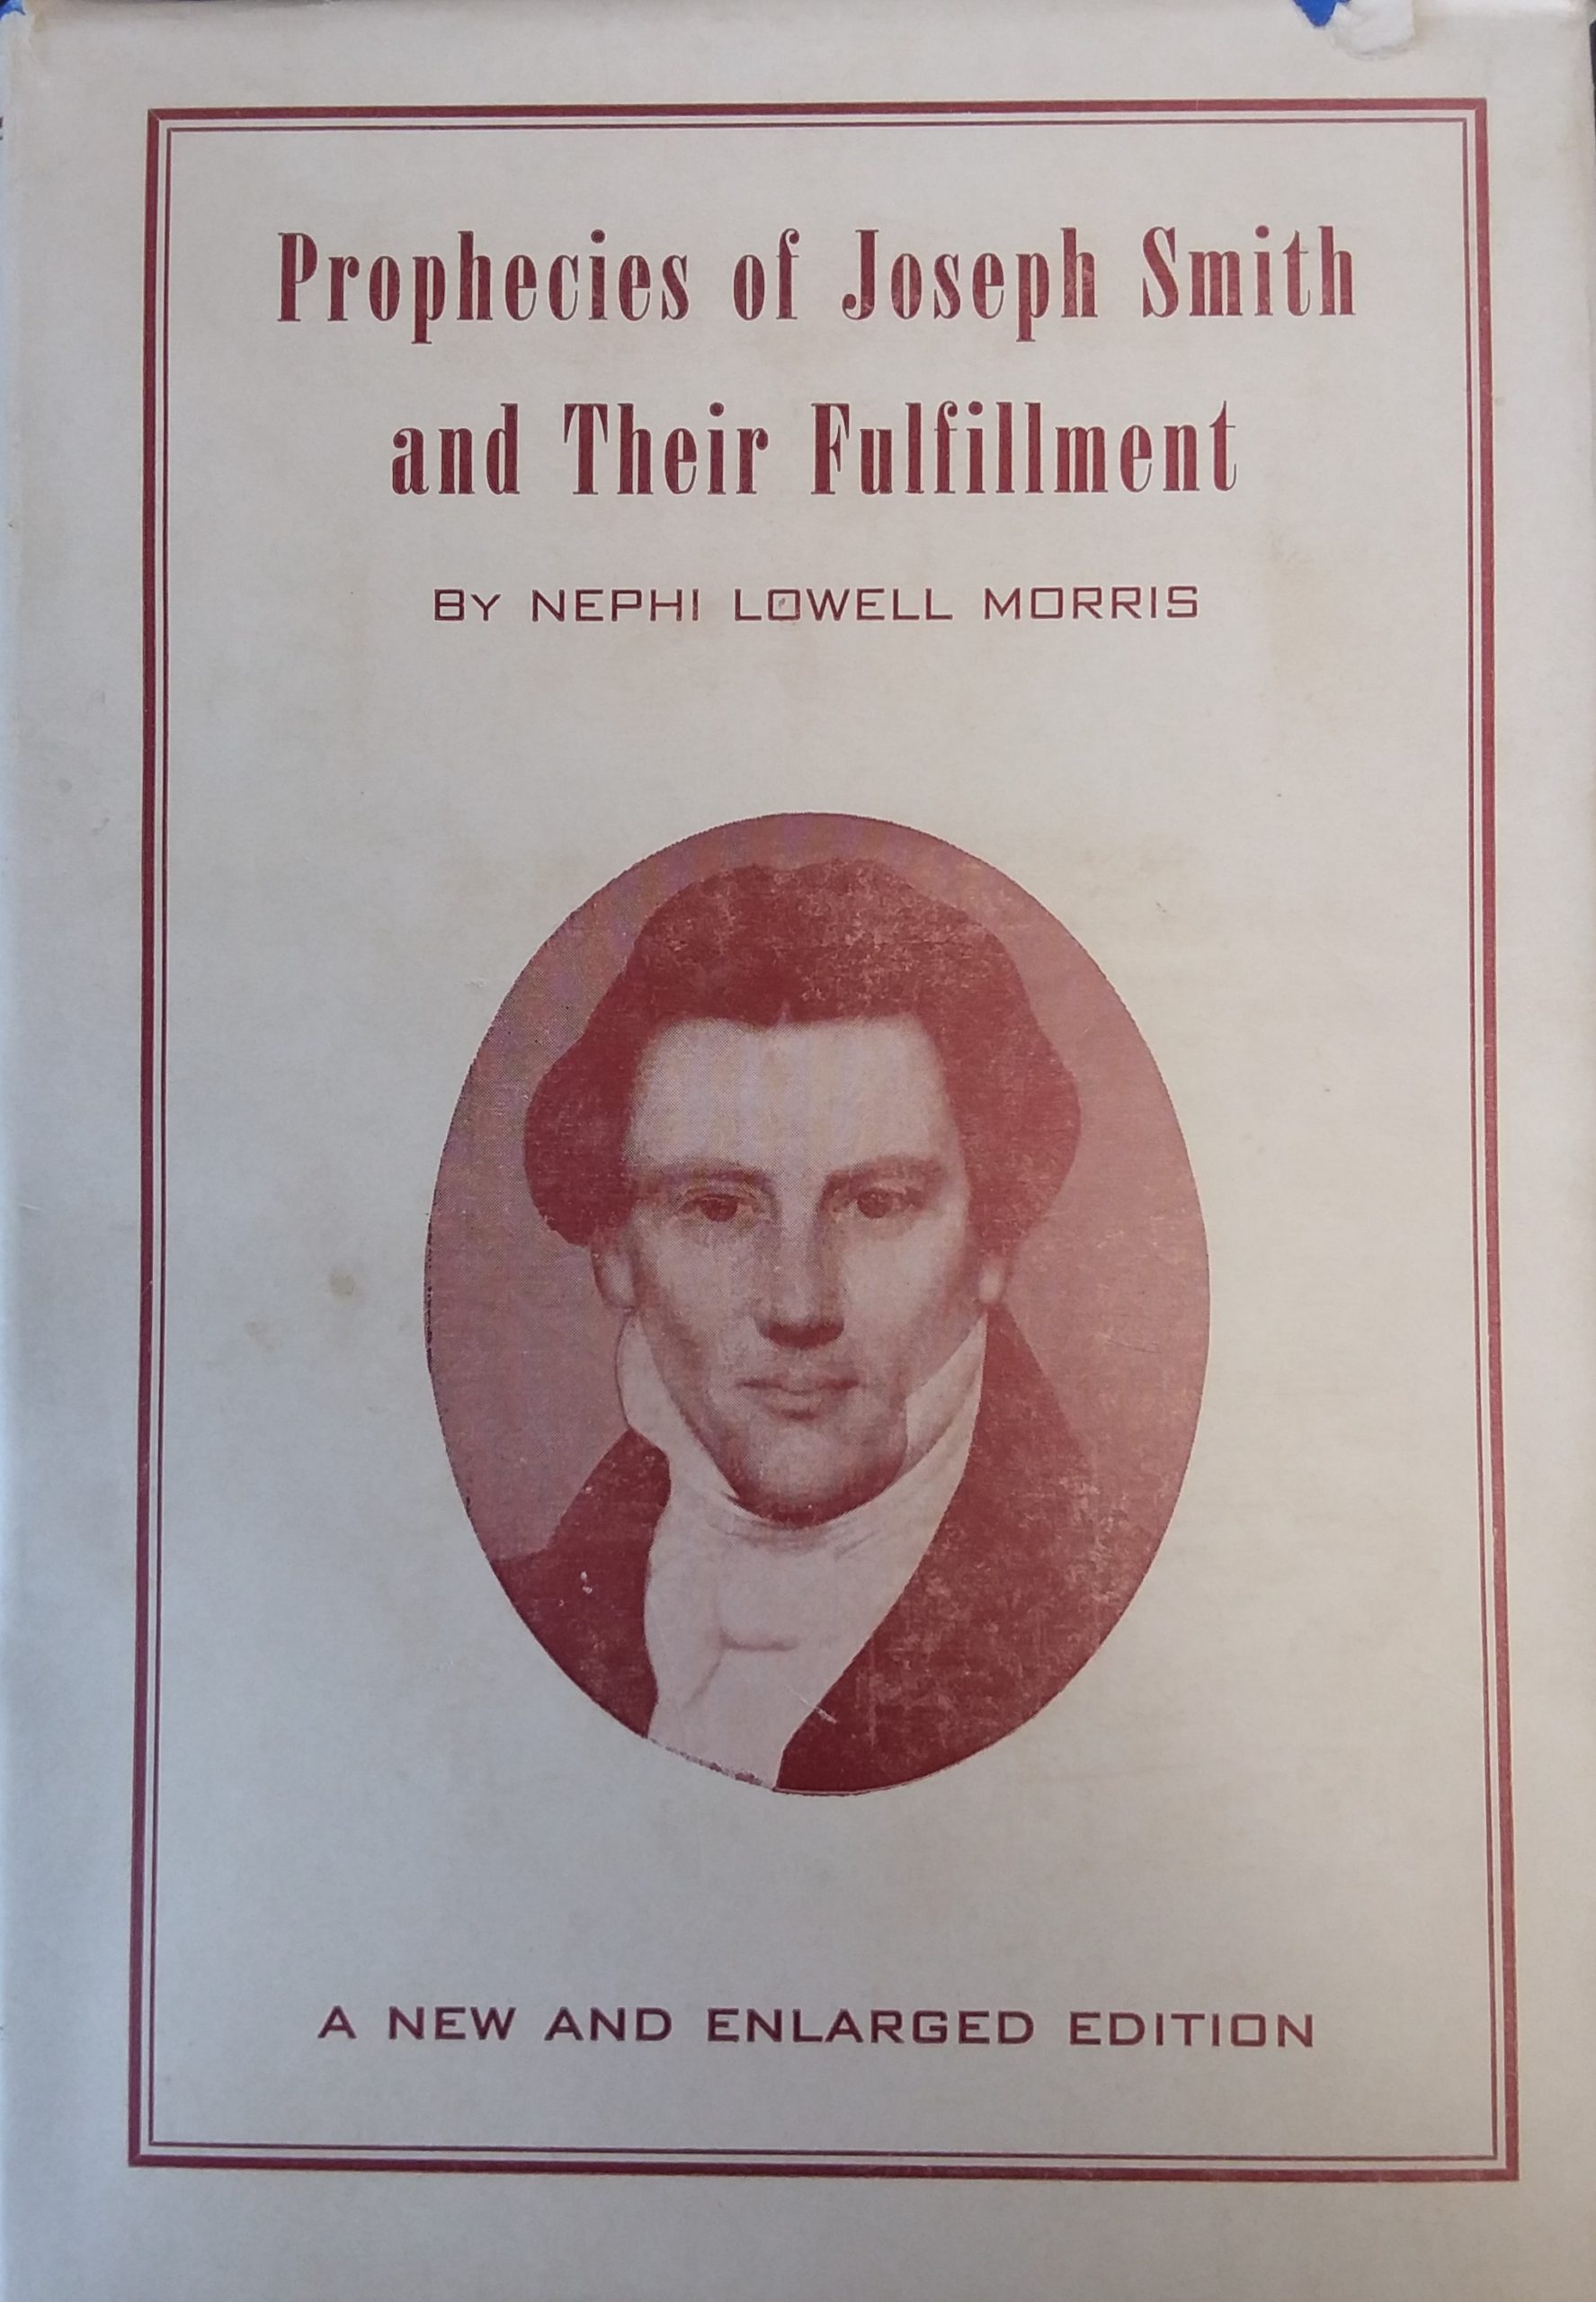 Prophecies of Joseph Smith
and Their Fulfillment
BY NEPHI LOWELL MORRIS
A NEW AND ENLARGED EDITION